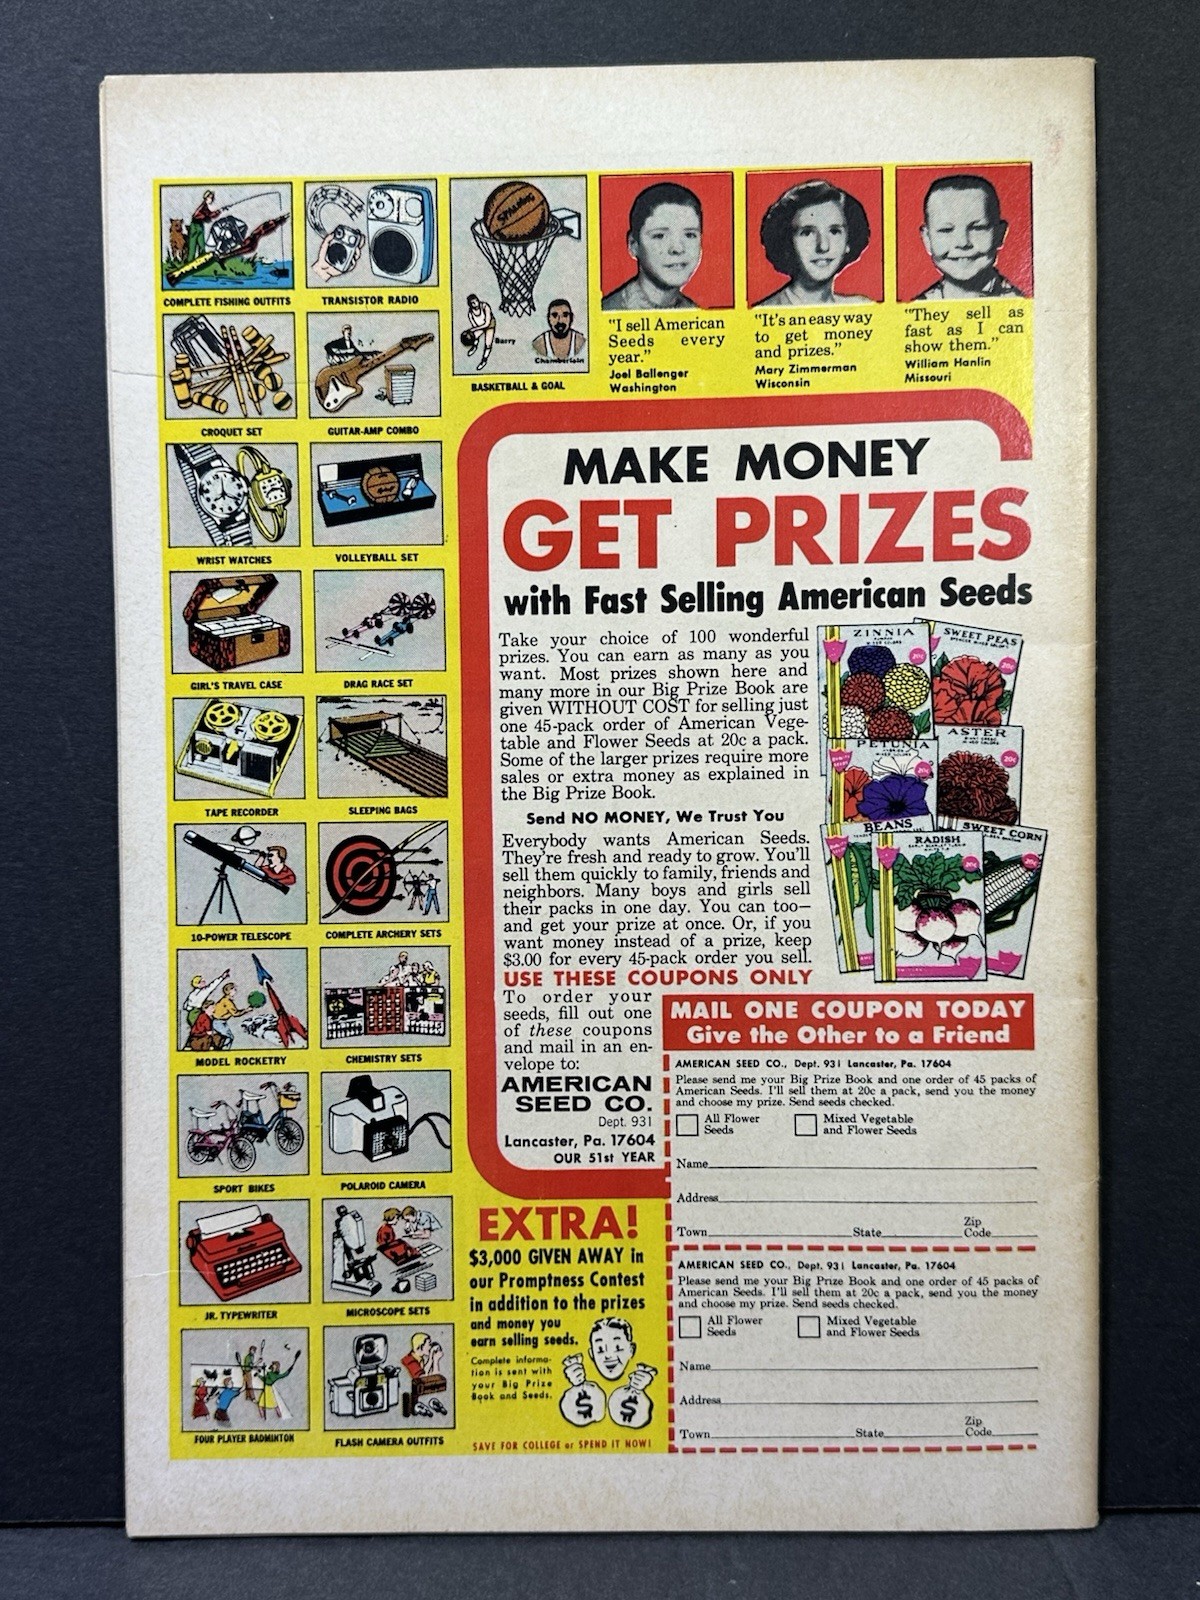 COMPLETE FISHING OUTFITS
TRANSISTOR RADIO
SPALDING
Barry
Chamberlain
BASKETBALL & GOAL
"I sell American
Seeds every
year."
Joel Ballenger
Washington
"It's an easy way
to get money
and prizes."
Mary Zimmerman
Wisconsin
"They sell as
fast as I can
show them."
William Hanlin
Missouri
CROQUET SET
GUITAR-AMP COMBO
WRIST WATCHES
VOLLEYBALL SET
GIRL'S TRAVEL CASE
DRAG RACE SET
TAPE RECORDER
SLEEPING BAGS
10-POWER TELESCOPE
COMPLETE ARCHERY SETS
MODEL ROCKETRY
CHEMISTRY SETS
SPORT BIKES
POLAROID CAMERA
JR. TYPEWRITER
MICROSCOPE SETS
FOUR PLAYER BADMINTON
FLASH CAMERA OUTFITS
MAKE MONEY
GET PRIZES
with Fast Selling American Seeds
Take your choice of 100 wonderful
prizes. You can earn as many as you
want. Most prizes shown here and
many more in our Big Prize Book are
given WITHOUT COST for selling just
one 45-pack order of American Vege-
table and Flower Seeds at 20c a pack.
Some of the larger prizes require more
sales or extra money as explained in
the Big Prize Book.
Send NO MONEY, We Trust You
Everybody wants American Seeds.
They're fresh and ready to grow. You'll
sell them quickly to family, friends and
neighbors. Many boys and girls sell
their packs in one day. You can too—
and get your prize at once. Or, if you
want money instead of a prize, keep
$3.00 for every 45-pack order you sell.
USE THESE COUPONS ONLY
To order your
seeds, fill out one
of these coupons
and mail in an en-
velope to:
AMERICAN
SEED CO.
Dept. 931
Lancaster, Pa. 17604
OUR 51st YEAR
ZINNIA
20c
SWEET PEAS
20c
PETUNIA
20c
ASTER
20c
BEANS
RADISH
20c
SWEET CORN
20c
MAIL ONE COUPON TODAY
Give the Other to a Friend
AMERICAN SEED CO., Dept. 931 Lancaster, Pa. 17604
Please send me your Big Prize Book and one order of 45 packs of
American Seeds. I'll sell them at 20c a pack, send you the money
and choose my prize. Send seeds checked.
All Flower
Seeds
Mixed Vegetable
and Flower Seeds
Name
Address
Town State Zip Code
AMERICAN SEED CO., Dept. 931 Lancaster, Pa. 17604
Please send me your Big Prize Book and one order of 45 packs of
American Seeds. I'll sell them at 20c a pack, send you the money
and choose my prize. Send seeds checked.
All Flower
Seeds
Mixed Vegetable
and Flower Seeds
Name
Address
Town State Zip Code
EXTRA!
$3,000 GIVEN AWAY in
our Promptness Contest
in addition to the prizes
and money you
earn selling seeds.
Complete informa-
tion is sent with
your Big Prize
Book and Seeds.
$ $
SAVE FOR COLLEGE or SPEND IT NOW!